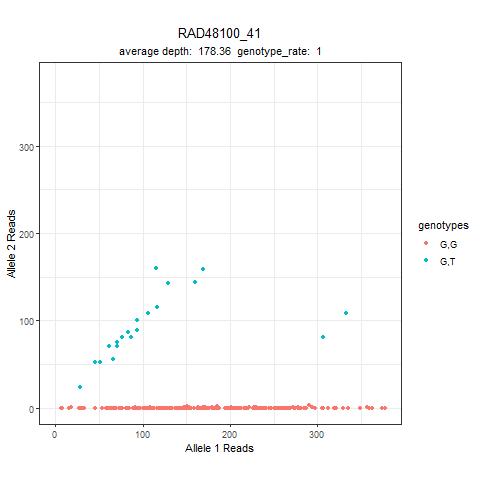 RAD48100_41
average depth:  178.36  genotype_rate:  1
300
200
100
0
Allele 2 Reads
0 100 200 300
Allele 1 Reads
genotypes
G,G
G,T